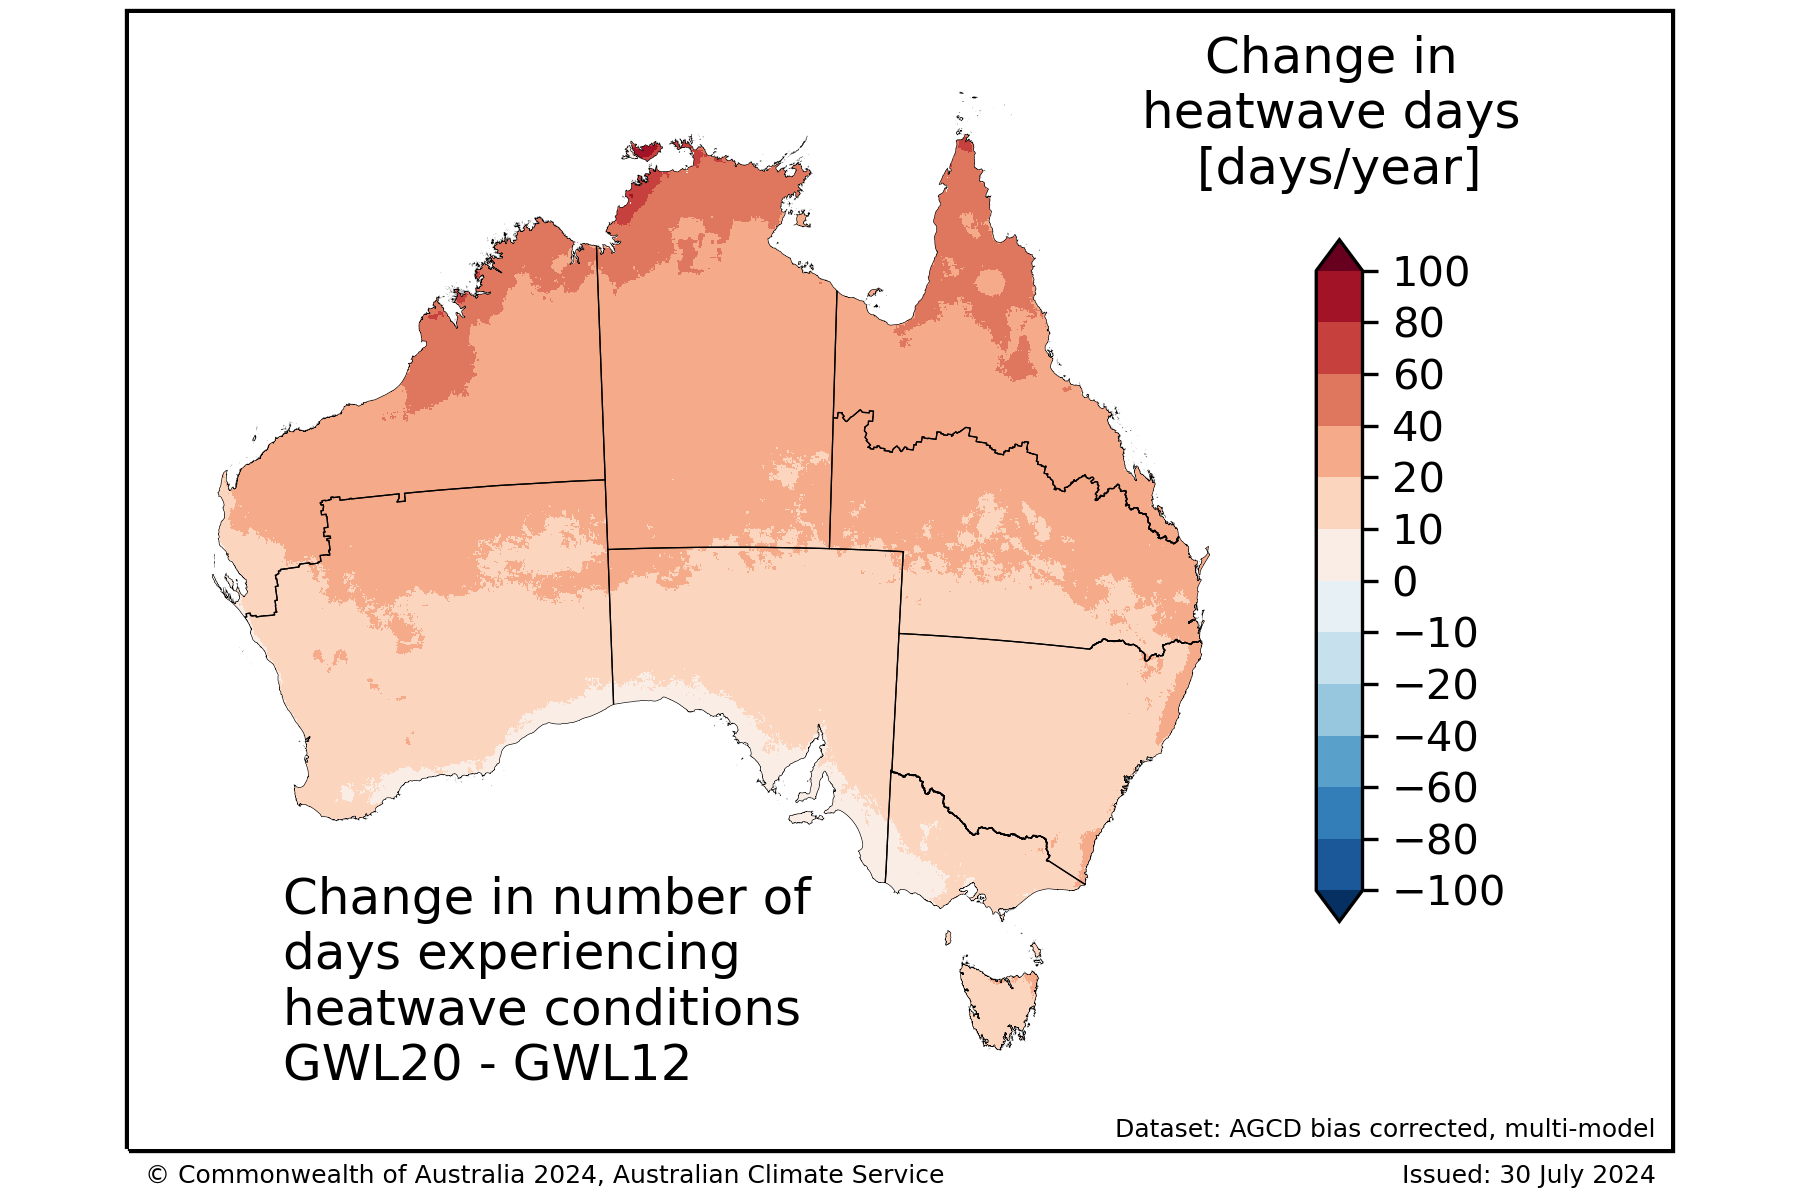 Change in
heatwave days
[days/year]
100
80
60
40
20
10
0
−10
−20
−40
−60
−80
−100
Change in number of
days experiencing
heatwave conditions
GWL20 - GWL12
Dataset: AGCD bias corrected, multi-model
© Commonwealth of Australia 2024, Australian Climate Service
Issued: 30 July 2024